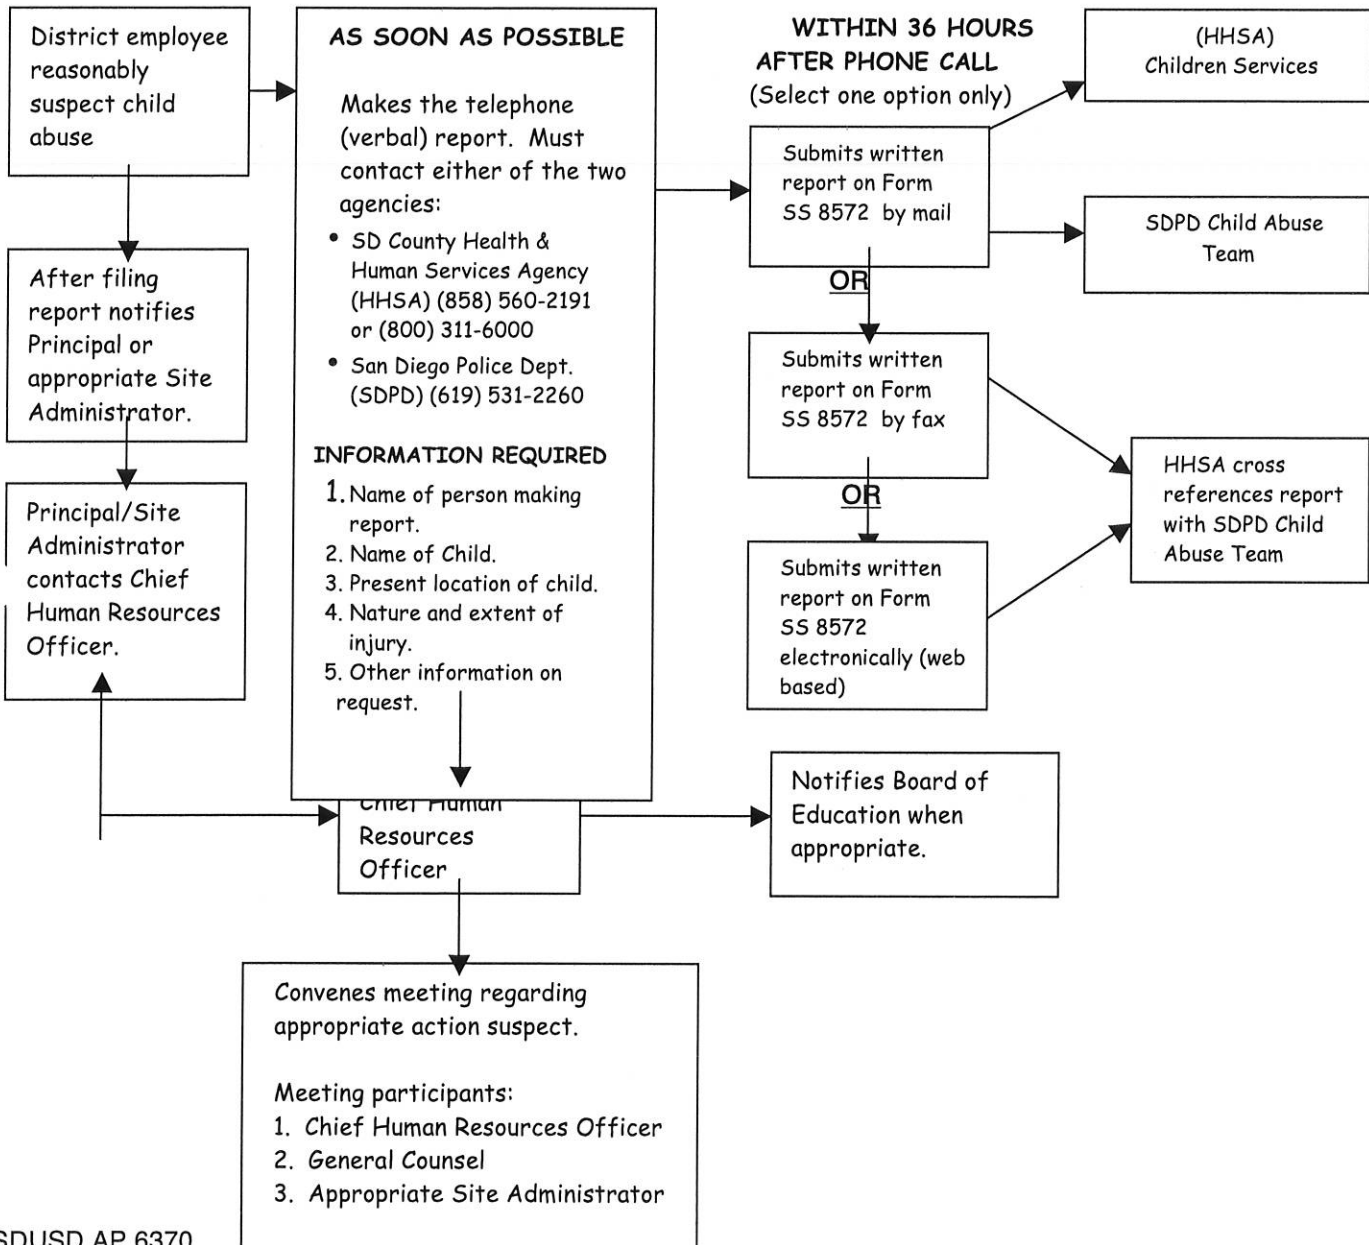 District employee
reasonably
suspect child
abuse
After filing
report notifies
Principal or
appropriate Site
Administrator.
Principal/Site
Administrator
contacts Chief
Human Resources
Officer.
AS SOON AS POSSIBLE
Makes the telephone
(verbal) report. Must
contact either of the two
agencies:
• SD County Health &
Human Services Agency
(HHSA) (858) 560-2191
or (800) 311-6000
• San Diego Police Dept.
(SDPD) (619) 531-2260
INFORMATION REQUIRED
1. Name of person making
report.
2. Name of Child.
3. Present location of child.
4. Nature and extent of
injury.
5. Other information on
request.
Chief Human
Resources
Officer
Convenes meeting regarding
appropriate action suspect.
Meeting participants:
1. Chief Human Resources Officer
2. General Counsel
3. Appropriate Site Administrator
WITHIN 36 HOURS
AFTER PHONE CALL
(Select one option only)
Submits written
report on Form
SS 8572 by mail
OR
Submits written
report on Form
SS 8572 by fax
OR
Submits written
report on Form
SS 8572
electronically (web
based)
(HHSA)
Children Services
SDPD Child Abuse
Team
HHSA cross
references report
with SDPD Child
Abuse Team
Notifies Board of
Education when
appropriate.
SDUSD AP 6370